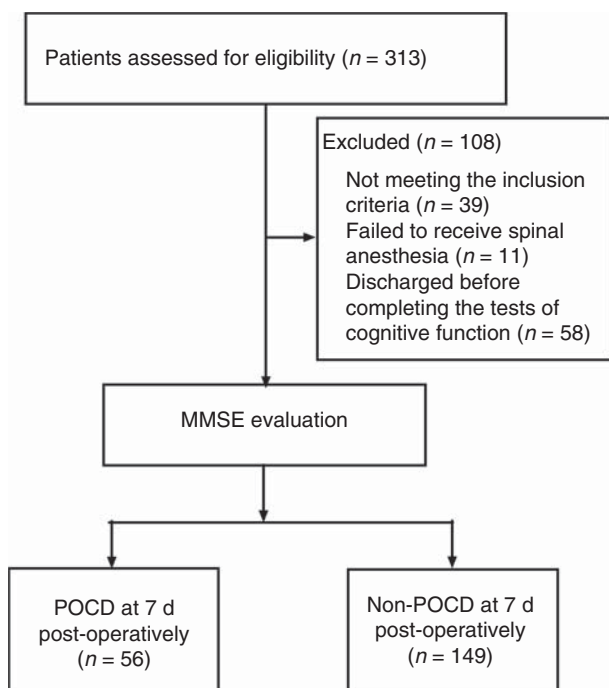 Patients assessed for eligibility (n = 313)
Excluded (n = 108)
Not meeting the inclusion
criteria (n = 39)
Failed to receive spinal
anesthesia (n = 11)
Discharged before
completing the tests of
cognitive function (n = 58)
MMSE evaluation
POCD at 7 d
post-operatively
(n = 56)
Non-POCD at 7 d
post-operatively
(n = 149)